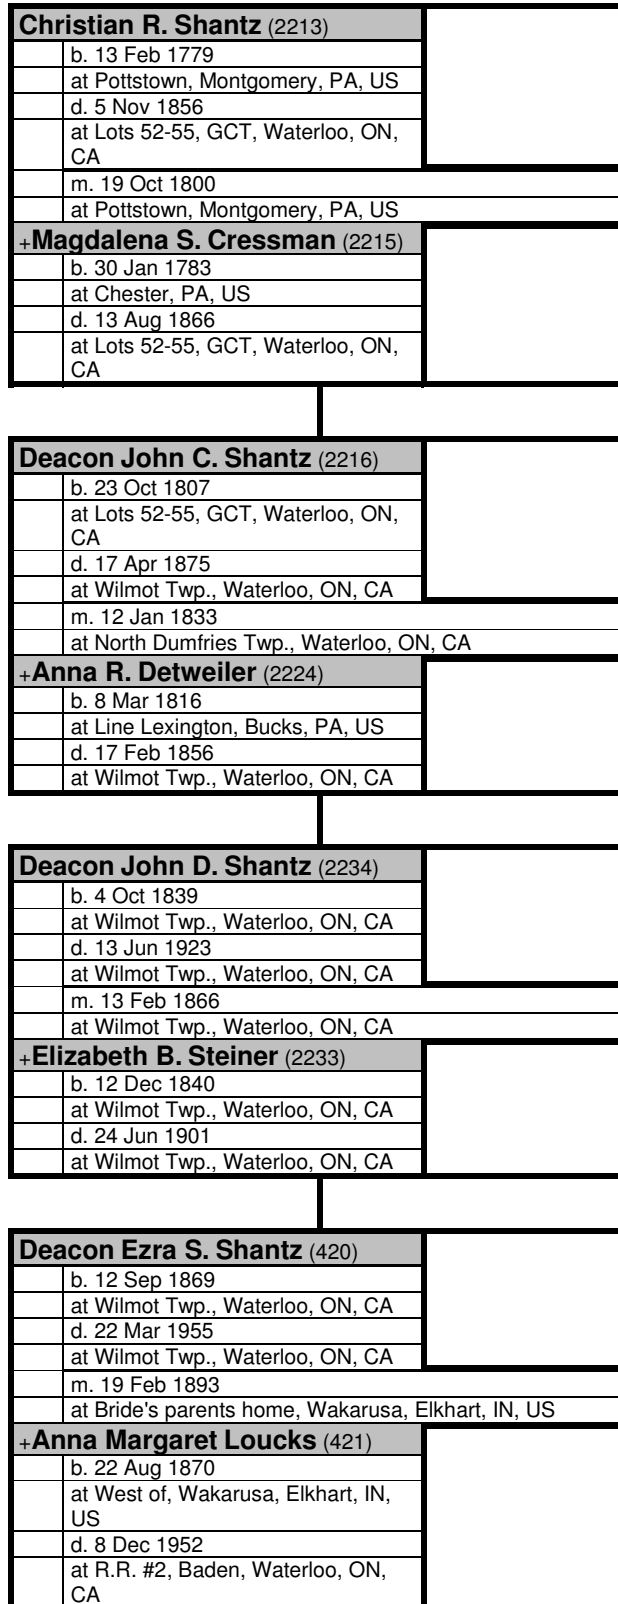 Christian R. Shantz (2213)
b. 13 Feb 1779
at Pottstown, Montgomery, PA, US
d. 5 Nov 1856
at Lots 52-55, GCT, Waterloo, ON,
CA
m. 19 Oct 1800
at Pottstown, Montgomery, PA, US
+Magdalena S. Cressman (2215)
b. 30 Jan 1783
at Chester, PA, US
d. 13 Aug 1866
at Lots 52-55, GCT, Waterloo, ON,
CA
Deacon John C. Shantz (2216)
b. 23 Oct 1807
at Lots 52-55, GCT, Waterloo, ON,
CA
d. 17 Apr 1875
at Wilmot Twp., Waterloo, ON, CA
m. 12 Jan 1833
at North Dumfries Twp., Waterloo, ON, CA
+Anna R. Detweiler (2224)
b. 8 Mar 1816
at Line Lexington, Bucks, PA, US
d. 17 Feb 1856
at Wilmot Twp., Waterloo, ON, CA
Deacon John D. Shantz (2234)
b. 4 Oct 1839
at Wilmot Twp., Waterloo, ON, CA
d. 13 Jun 1923
at Wilmot Twp., Waterloo, ON, CA
m. 13 Feb 1866
at Wilmot Twp., Waterloo, ON, CA
+Elizabeth B. Steiner (2233)
b. 12 Dec 1840
at Wilmot Twp., Waterloo, ON, CA
d. 24 Jun 1901
at Wilmot Twp., Waterloo, ON, CA
Deacon Ezra S. Shantz (420)
b. 12 Sep 1869
at Wilmot Twp., Waterloo, ON, CA
d. 22 Mar 1955
at Wilmot Twp., Waterloo, ON, CA
m. 19 Feb 1893
at Bride's parents home, Wakarusa, Elkhart, IN, US
+Anna Margaret Loucks (421)
b. 22 Aug 1870
at West of, Wakarusa, Elkhart, IN,
US
d. 8 Dec 1952
at R.R. #2, Baden, Waterloo, ON,
CA